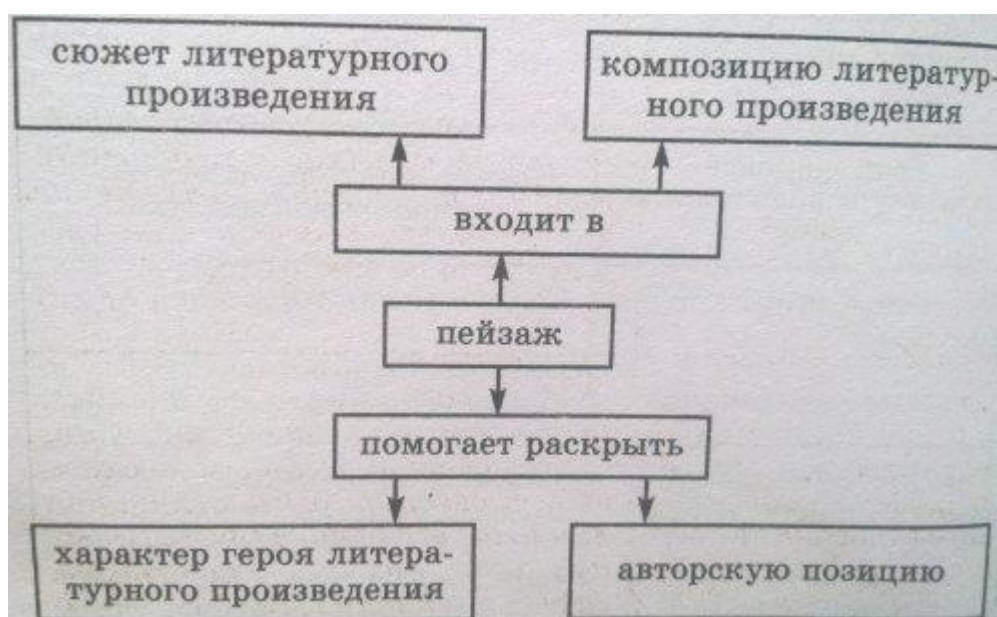 сюжет литературного
произведения
композицию литератур-
ного произведения
входит в
пейзаж
помогает раскрыть
характер героя литера-
турного произведения
авторскую позицию